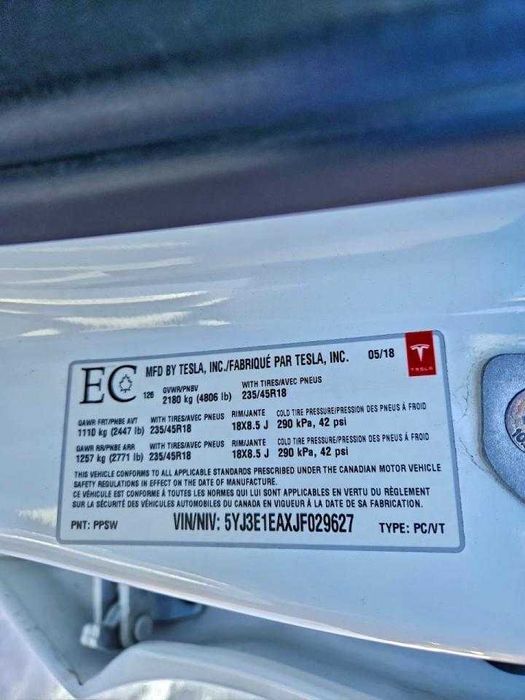 EC
126
MFD BY TESLA, INC./FABRIQUÉ PAR TESLA, INC. 05/18
TESLA
GVWR/PNBV WITH TIRES/AVEC PNEUS
2180 kg (4806 lb) 235/45R18
GAWR FRT/PNBE AVT WITH TIRES/AVEC PNEUS RIM/JANTE COLD TIRE PRESSURE/PRESSION DES PNEUS À FROID
1110 kg (2447 lb) 235/45R18 18X8.5 J 290 kPa, 42 psi
GAWR RR/PNBE ARR WITH TIRES/AVEC PNEUS RIM/JANTE COLD TIRE PRESSURE/PRESSION DES PNEUS À FROID
1257 kg (2771 lb) 235/45R18 18X8.5 J 290 kPa, 42 psi
THIS VEHICLE CONFORMS TO ALL APPLICABLE STANDARDS PRESCRIBED UNDER THE CANADIAN MOTOR VEHICLE
SAFETY REGULATIONS IN EFFECT ON THE DATE OF MANUFACTURE.
CE VÉHICULE EST CONFORME À TOUTES LES NORMES QUI LUI SONT APPLICABLES EN VERTU DU RÈGLEMENT
SUR LA SÉCURITÉ DES VÉHICULES AUTOMOBILES DU CANADA EN VIGUEUR À LA DATE DE SA FABRICATION.
PNT: PPSW VIN/NIV: 5YJ3E1EAXJF029627 TYPE: PC/VT